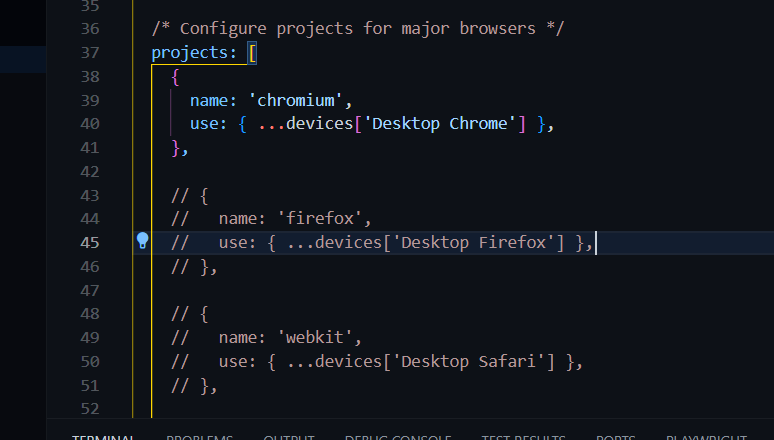 35
36 /* Configure projects for major browsers */
37 projects: [
38 {
39 name: 'chromium',
40 use: { ...devices['Desktop Chrome'] },
41 },
42
43 // {
44 // name: 'firefox',
45 // use: { ...devices['Desktop Firefox'] },
46 // },
47
48 // {
49 // name: 'webkit',
50 // use: { ...devices['Desktop Safari'] },
51 // },
52
TERMINAL PROBLEMS OUTPUT DEBUG CONSOLE TEST RESULTS PORTS PLAYWRIGHT